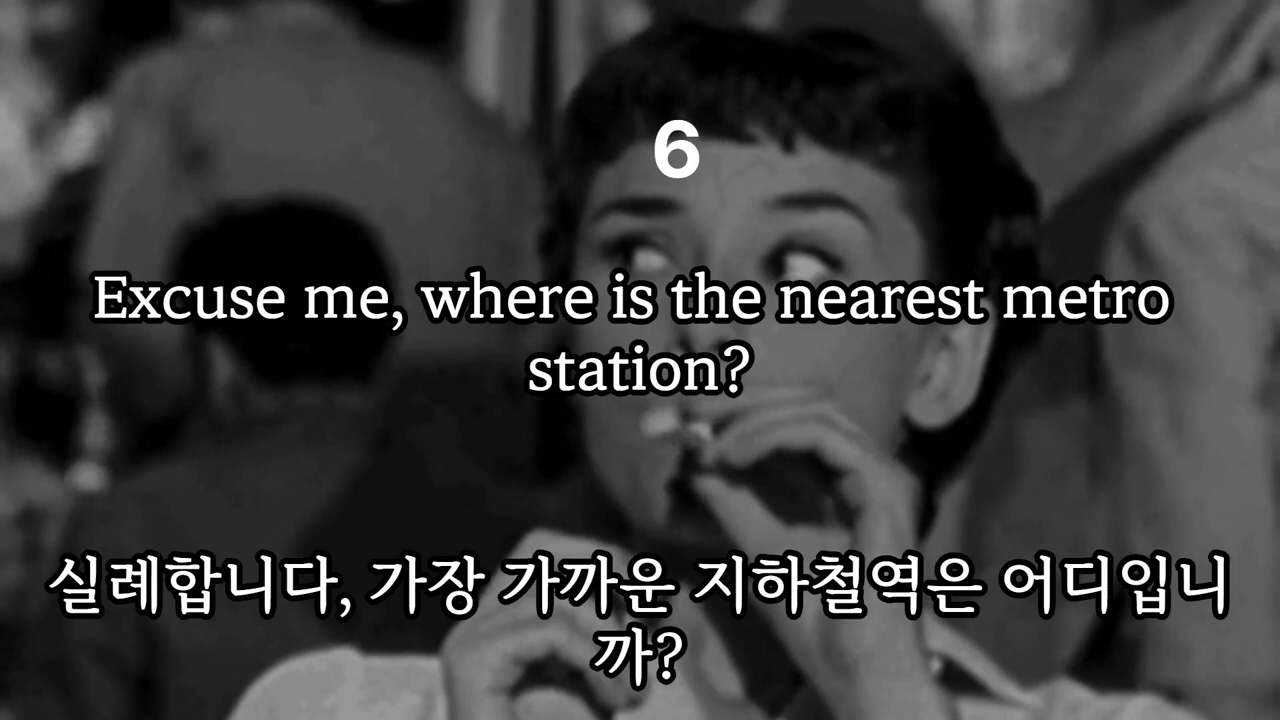 6
Excuse me, where is the nearest metro
station?
실례합니다, 가장 가까운 지하철역은 어디입니
까?